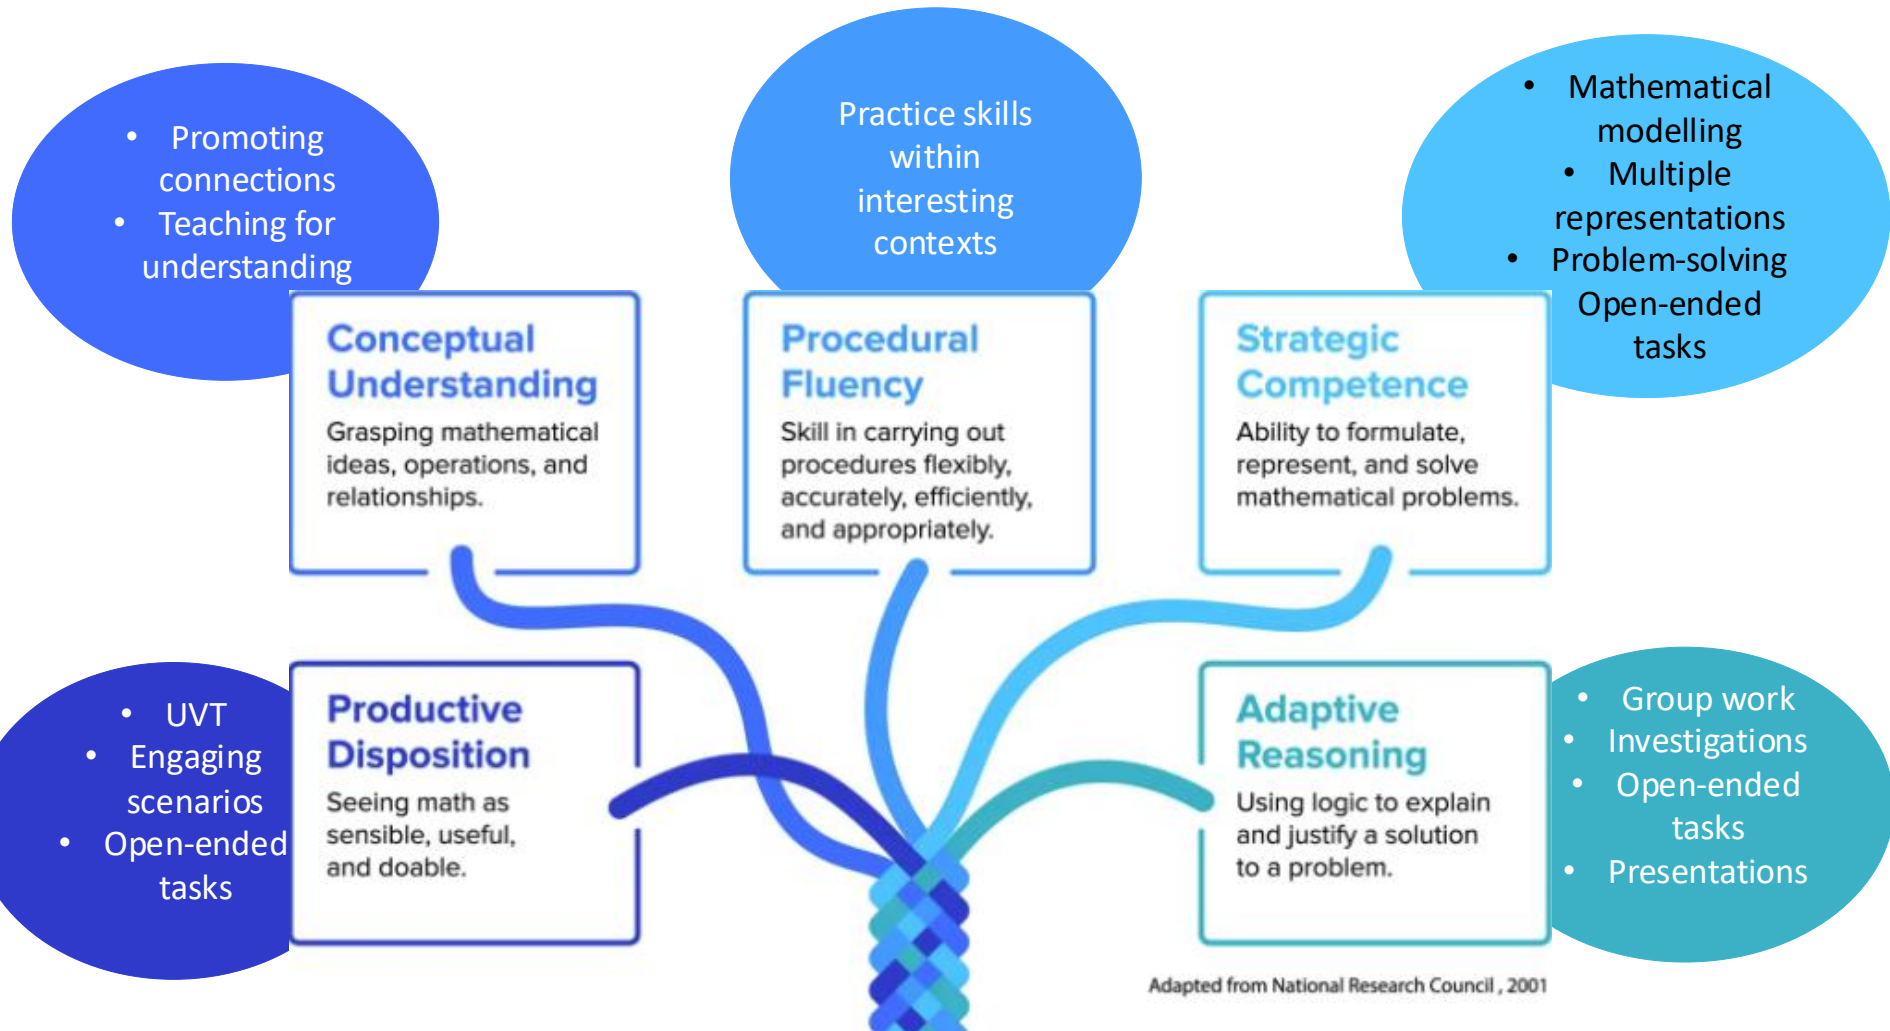 • Promoting
connections
• Teaching for
understanding
Practice skills
within
interesting
contexts
• Mathematical
modelling
• Multiple
representations
• Problem-solving
Open-ended
tasks
Conceptual
Understanding
Grasping mathematical
ideas, operations, and
relationships.
Procedural
Fluency
Skill in carrying out
procedures flexibly,
accurately, efficiently,
and appropriately.
Strategic
Competence
Ability to formulate,
represent, and solve
mathematical problems.
• UVT
• Engaging
scenarios
• Open-ended
tasks
Productive
Disposition
Seeing math as
sensible, useful,
and doable.
Adaptive
Reasoning
Using logic to explain
and justify a solution
to a problem.
• Group work
• Investigations
• Open-ended
tasks
• Presentations
Adapted from National Research Council , 2001